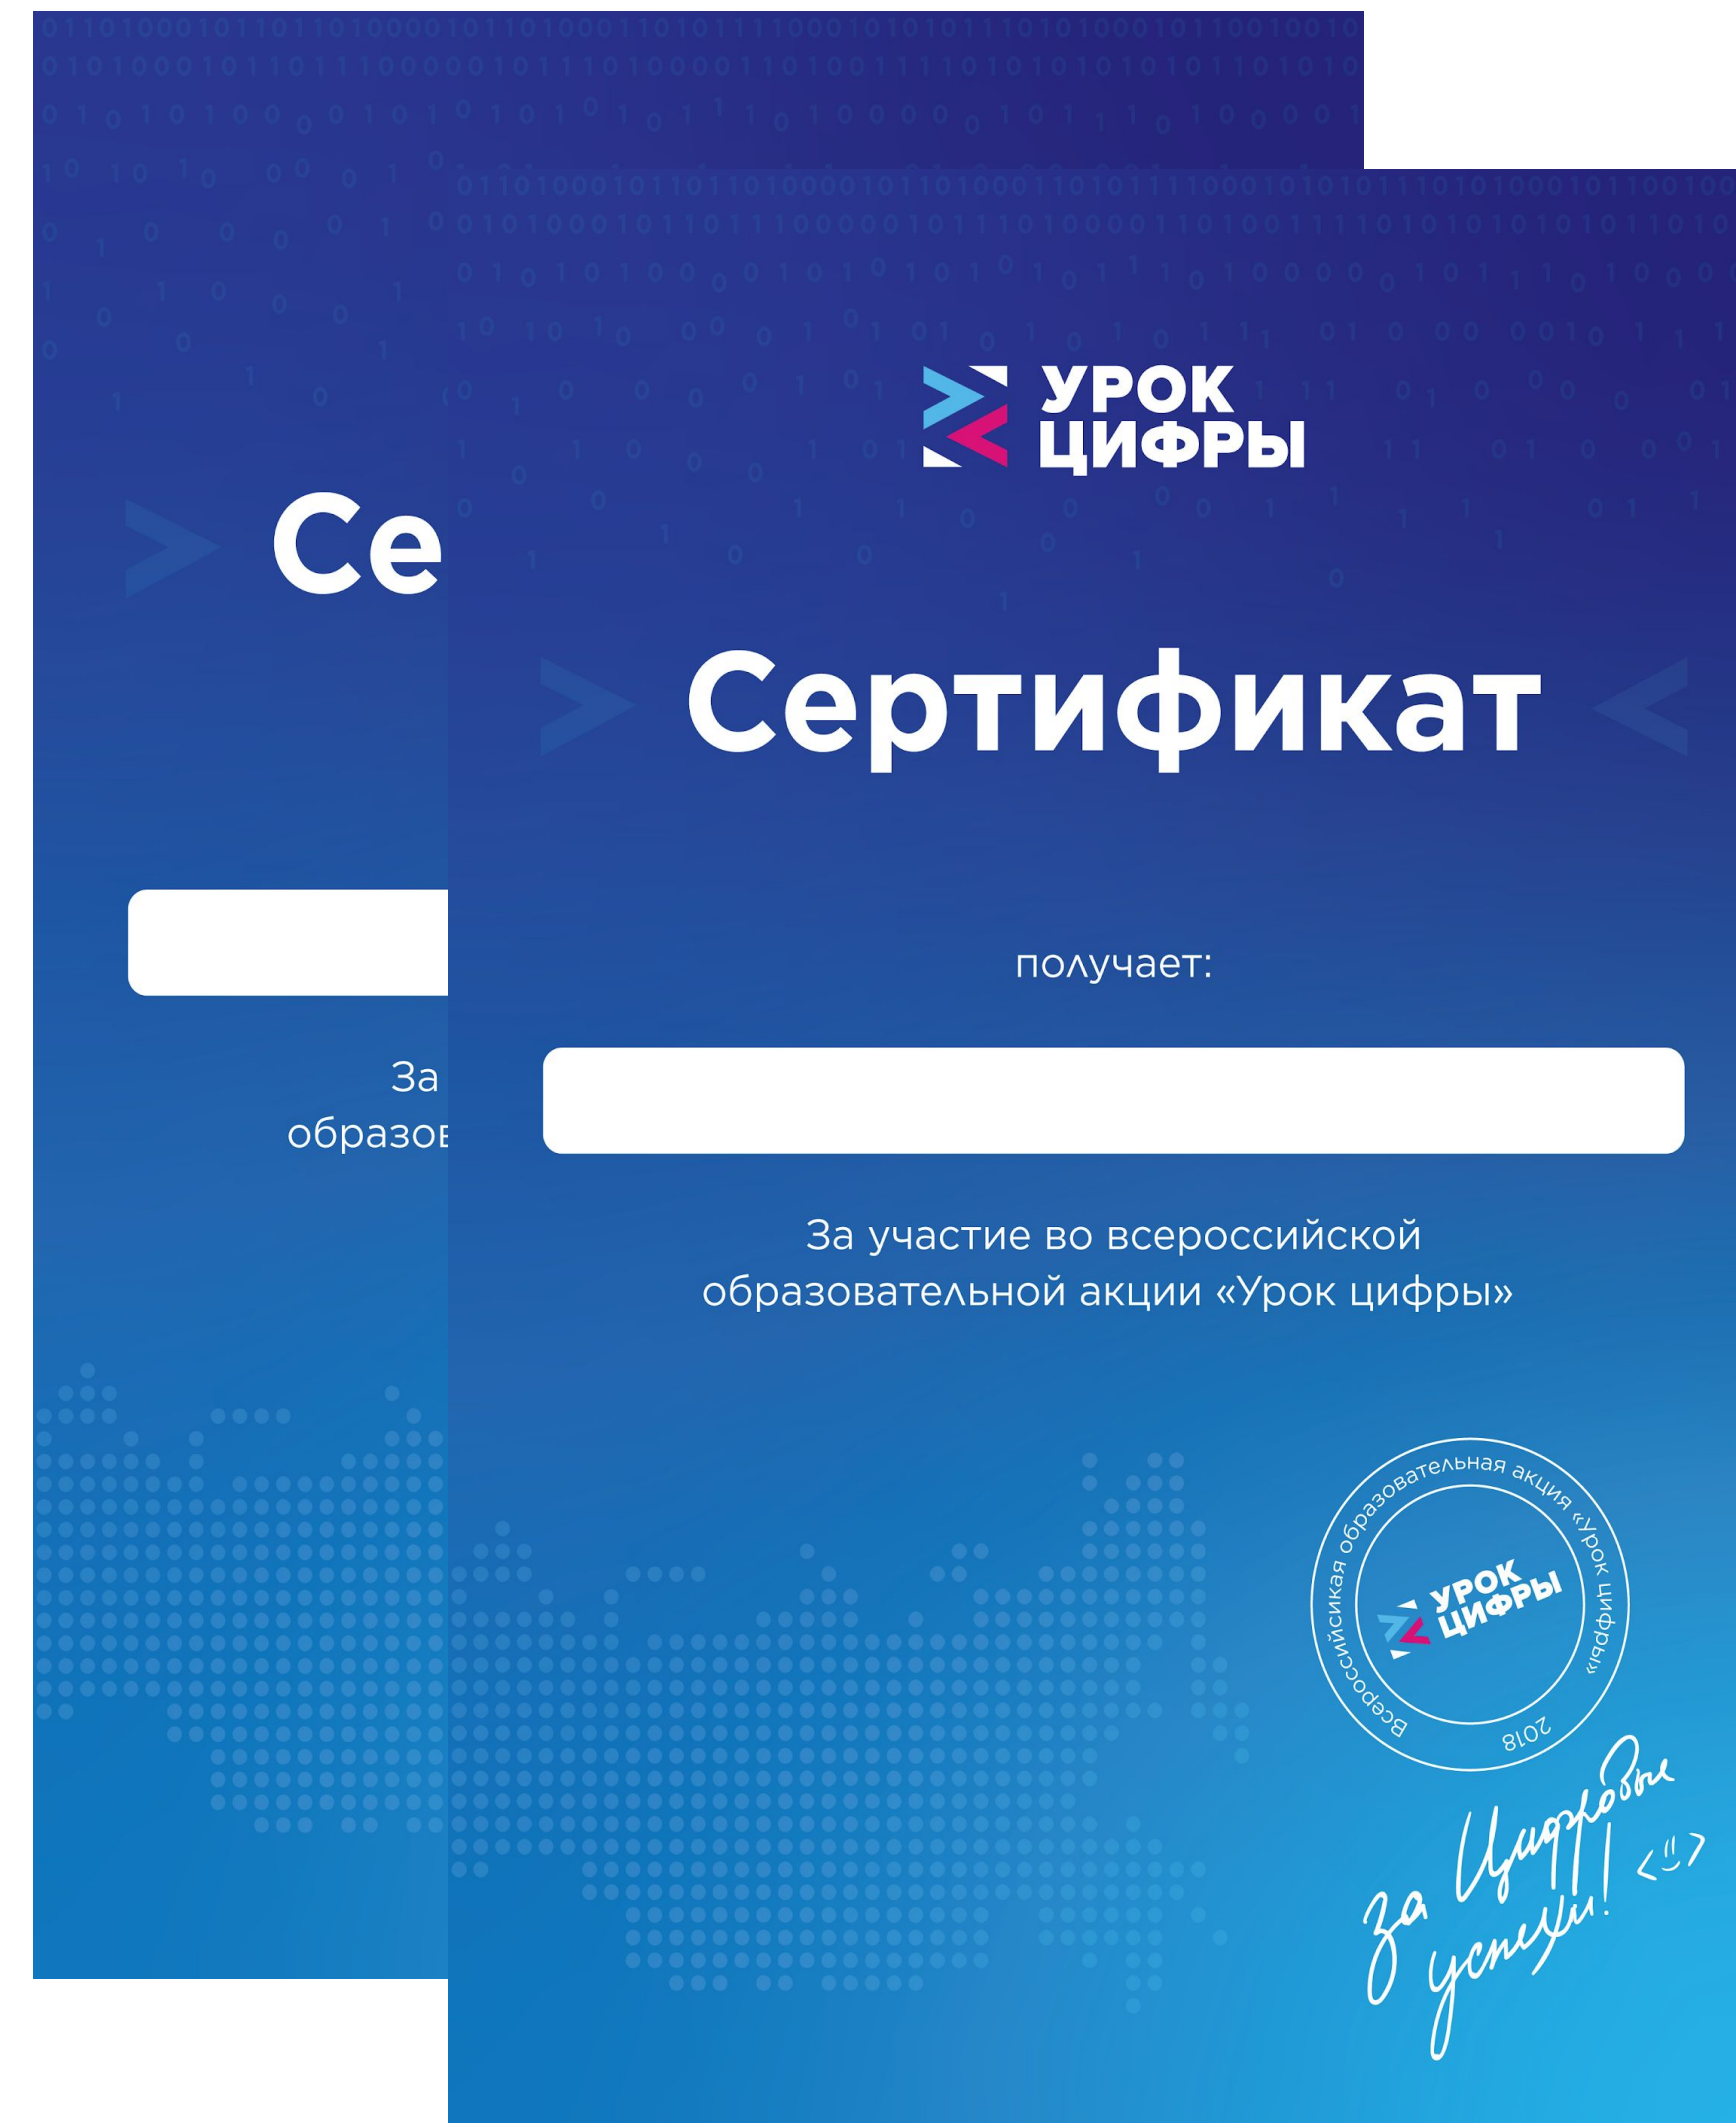 УРОК
ЦИФРЫ
Се
Сертификат
получает:
За
образов
За участие во всероссийской
образовательной акции «Урок цифры»
Всероссийсикая образовательная акция «Урок цифры»
УРОК
ЦИФРЫ
2018
За Цифровые
успехи!